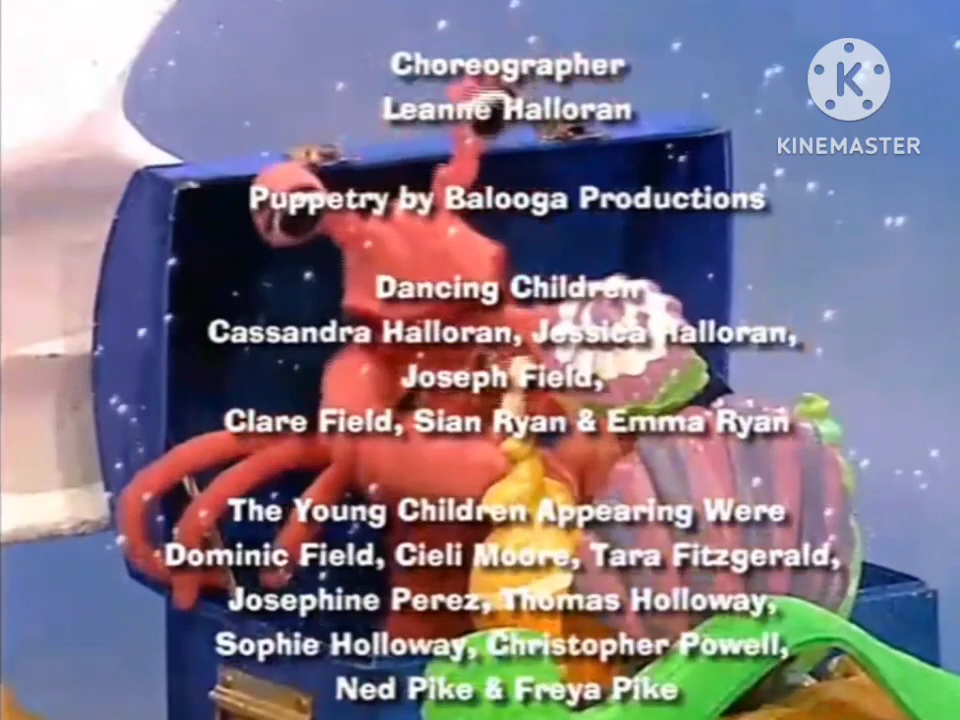 Choreographer
Leanne Halloran
Puppetry by Balooga Productions
Dancing Children
Cassandra Halloran, Jessica Halloran,
Joseph Field,
Clare Field, Sian Ryan & Emma Ryan
The Young Children Appearing Were
Dominic Field, Cieli Moore, Tara Fitzgerald,
Josephine Perez, Thomas Holloway,
Sophie Holloway, Christopher Powell,
Ned Pike & Freya Pike
K
KINEMASTER